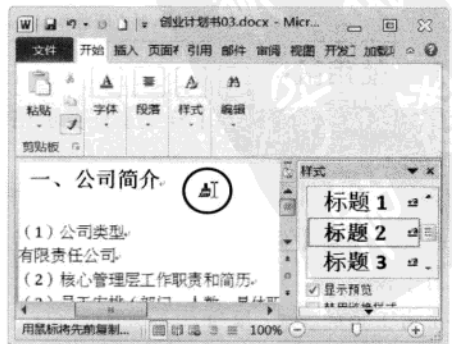 创业计划书03.docx - Micr...
文件 开始 插入 页面 引用 邮件 审阅 视图 开发 加载
粘贴 字体 段落 样式 编辑
剪贴板
一、公司简介
样式
标题 1
标题 2
标题 3
（1）公司类型
有限责任公司
（2）核心管理层工作职责和简历
显示预览
用鼠标将先前复制... 100%